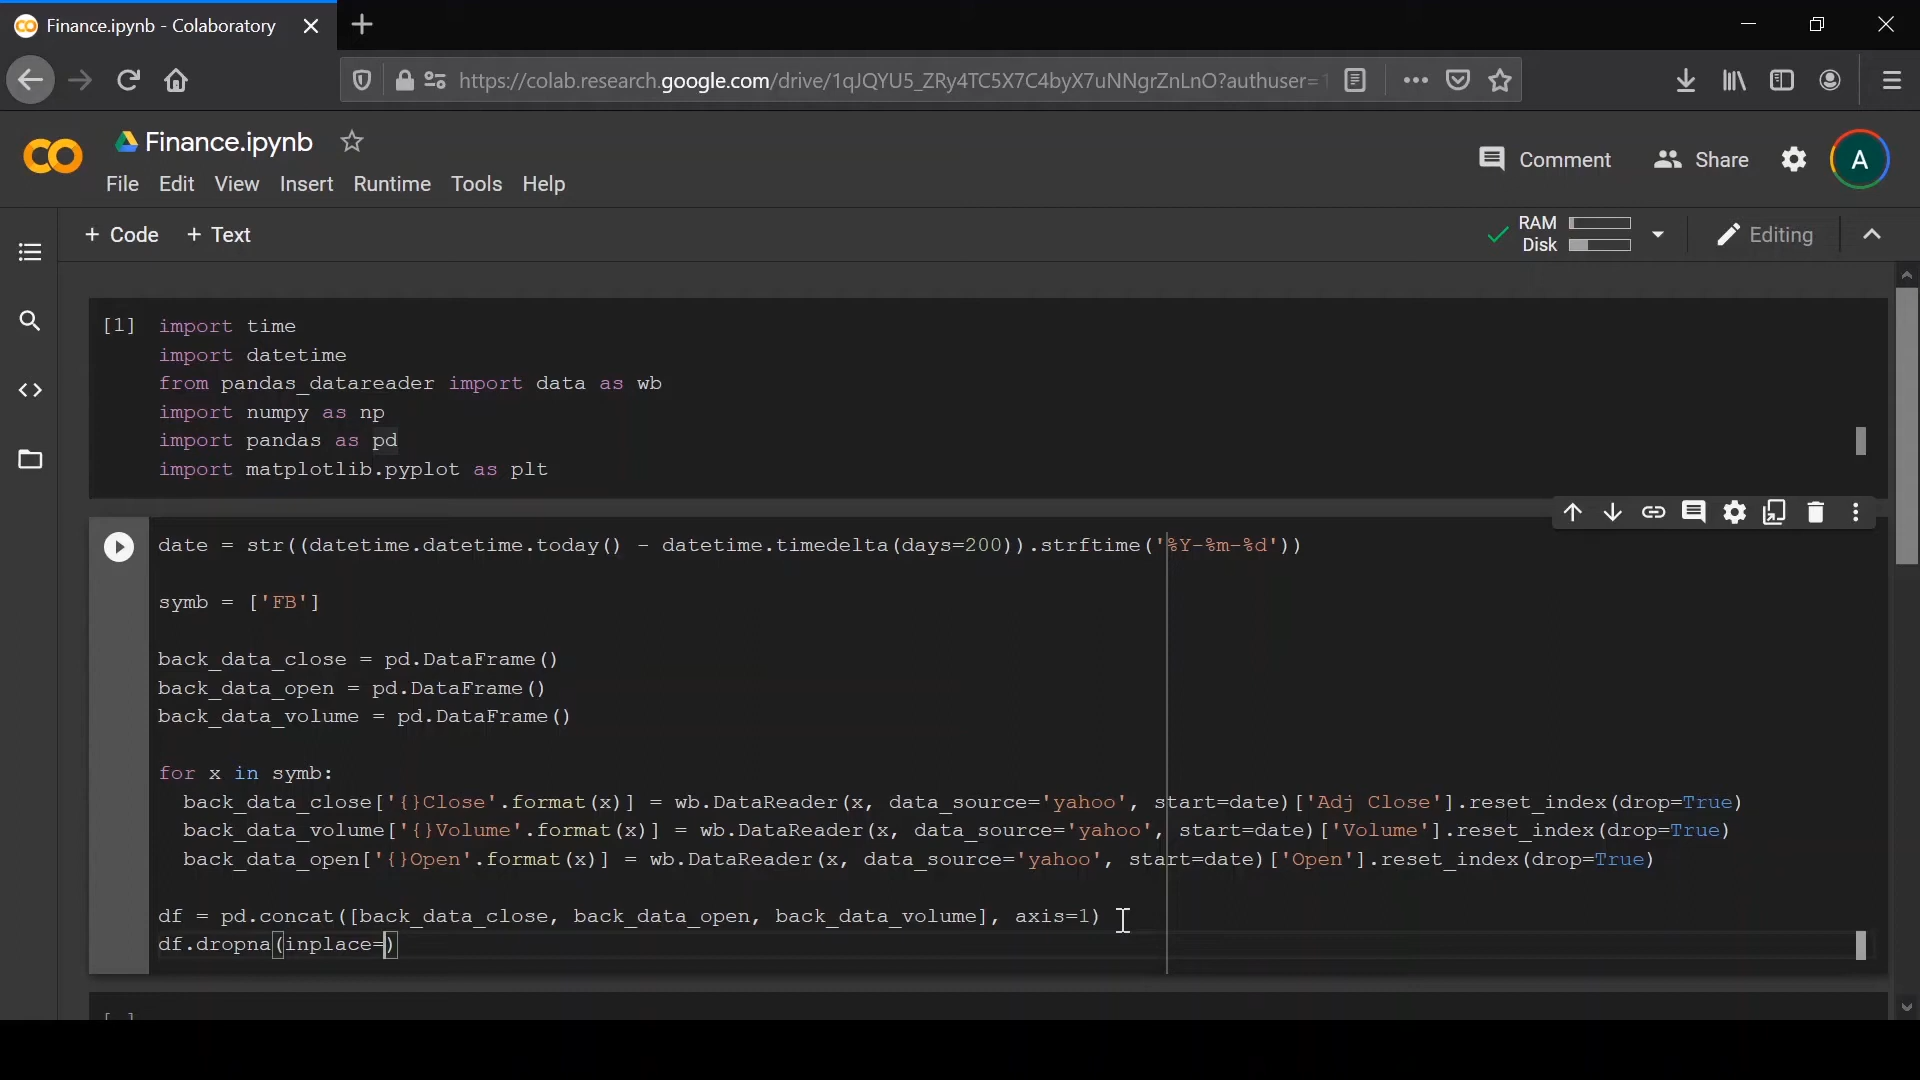 Finance.ipynb - Colaboratory
https://colab.research.google.com/drive/1qJQYU5_ZRy4TC5X7C4byX7uNNgrZnLnO?authuser=1
Finance.ipynb
Comment
Share
A
File Edit View Insert Runtime Tools Help
+ Code + Text
RAM
Disk
Editing
[1] import time
import datetime
from pandas_datareader import data as wb
import numpy as np
import pandas as pd
import matplotlib.pyplot as plt
date = str((datetime.datetime.today() - datetime.timedelta(days=200)).strftime('%Y-%m-%d'))
symb = ['FB']
back_data_close = pd.DataFrame()
back_data_open = pd.DataFrame()
back_data_volume = pd.DataFrame()
for x in symb:
  back_data_close['{}Close'.format(x)] = wb.DataReader(x, data_source='yahoo', start=date)['Adj Close'].reset_index(drop=True)
  back_data_volume['{}Volume'.format(x)] = wb.DataReader(x, data_source='yahoo', start=date)['Volume'].reset_index(drop=True)
  back_data_open['{}Open'.format(x)] = wb.DataReader(x, data_source='yahoo', start=date)['Open'].reset_index(drop=True)
df = pd.concat([back_data_close, back_data_open, back_data_volume], axis=1)
df.dropna(inplace=)
[ ]